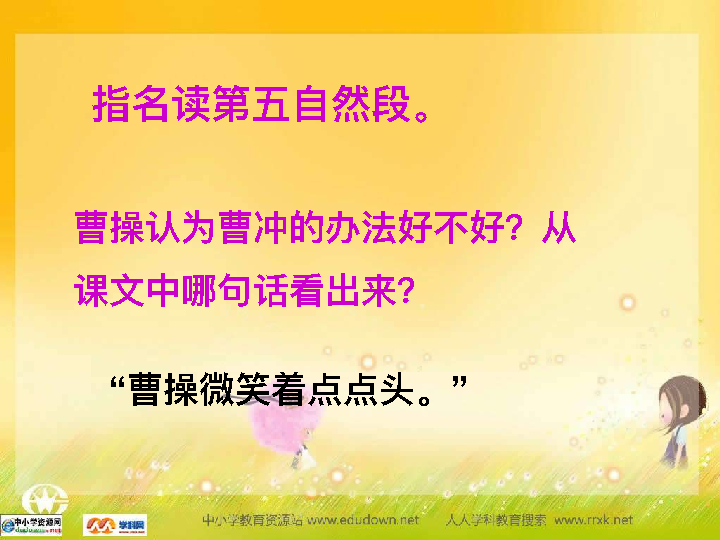 指名读第五自然段。
曹操认为曹冲的办法好不好？从
课文中哪句话看出来？
“曹操微笑着点点头。”
中小学资源网
学科网
中小学教育资源站 www.edudown.net 人人学科教育搜索 www.rrxk.net